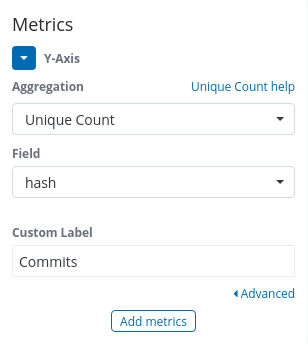 Metrics
Y-Axis
Aggregation Unique Count help
Unique Count
Field
hash
Custom Label
Commits
Advanced
Add metrics